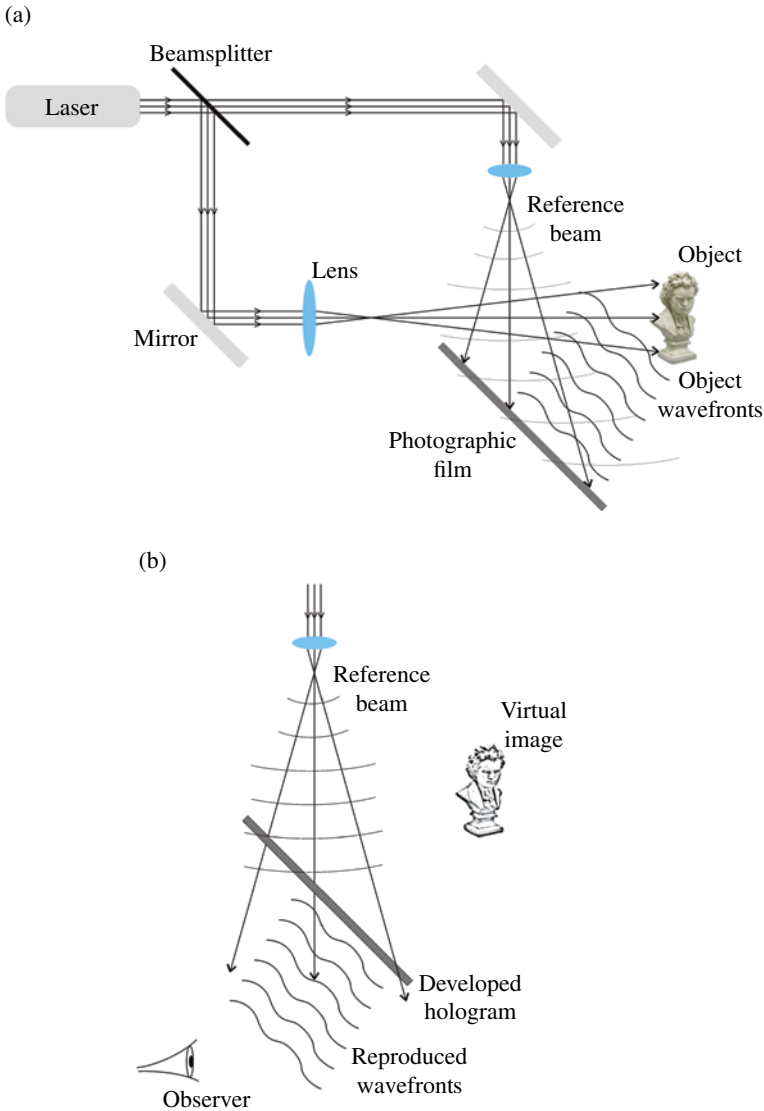 (a)
Beamsplitter
Laser
Reference
beam
Object
Lens
Mirror
Object
wavefronts
Photographic
film
(b)
Reference
beam
Virtual
image
Developed
hologram
Reproduced
wavefronts
Observer